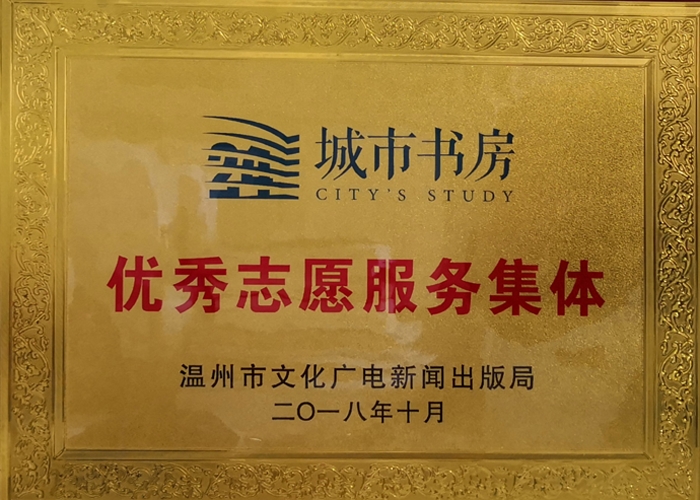 城市书房
CITY'S STUDY
优秀志愿服务集体
温州市文化广电新闻出版局
二〇一八年十月